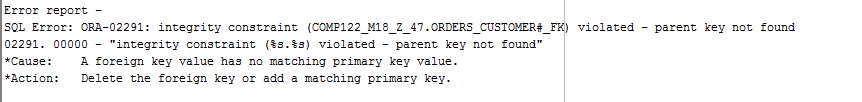 Error report -
SQL Error: ORA-02291: integrity constraint (COMP122_M18_Z_47.ORDERS_CUSTOMER#_FK) violated - parent key not found
02291. 00000 - "integrity constraint (%s.%s) violated - parent key not found"
*Cause:    A foreign key value has no matching primary key value.
*Action:   Delete the foreign key or add a matching primary key.